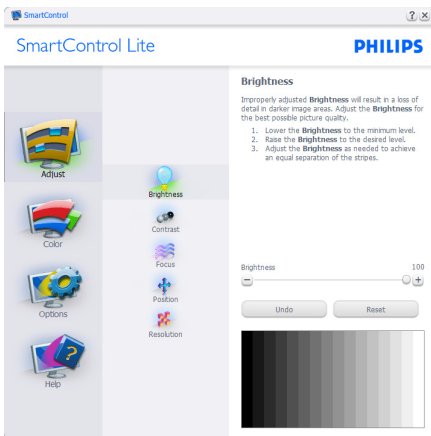 SmartControl
SmartControl Lite
PHILIPS
Adjust
Color
Options
Help
Brightness
Contrast
Focus
Position
Resolution
Brightness
Improperly adjusted Brightness will result in a loss of
detail in darker image areas. Adjust the Brightness for
the best possible picture quality.
1. Lower the Brightness to the minimum level.
2. Raise the Brightness to the desired level.
3. Adjust the Brightness as needed to achieve
an equal separation of the stripes.
Brightness 100
Undo Reset